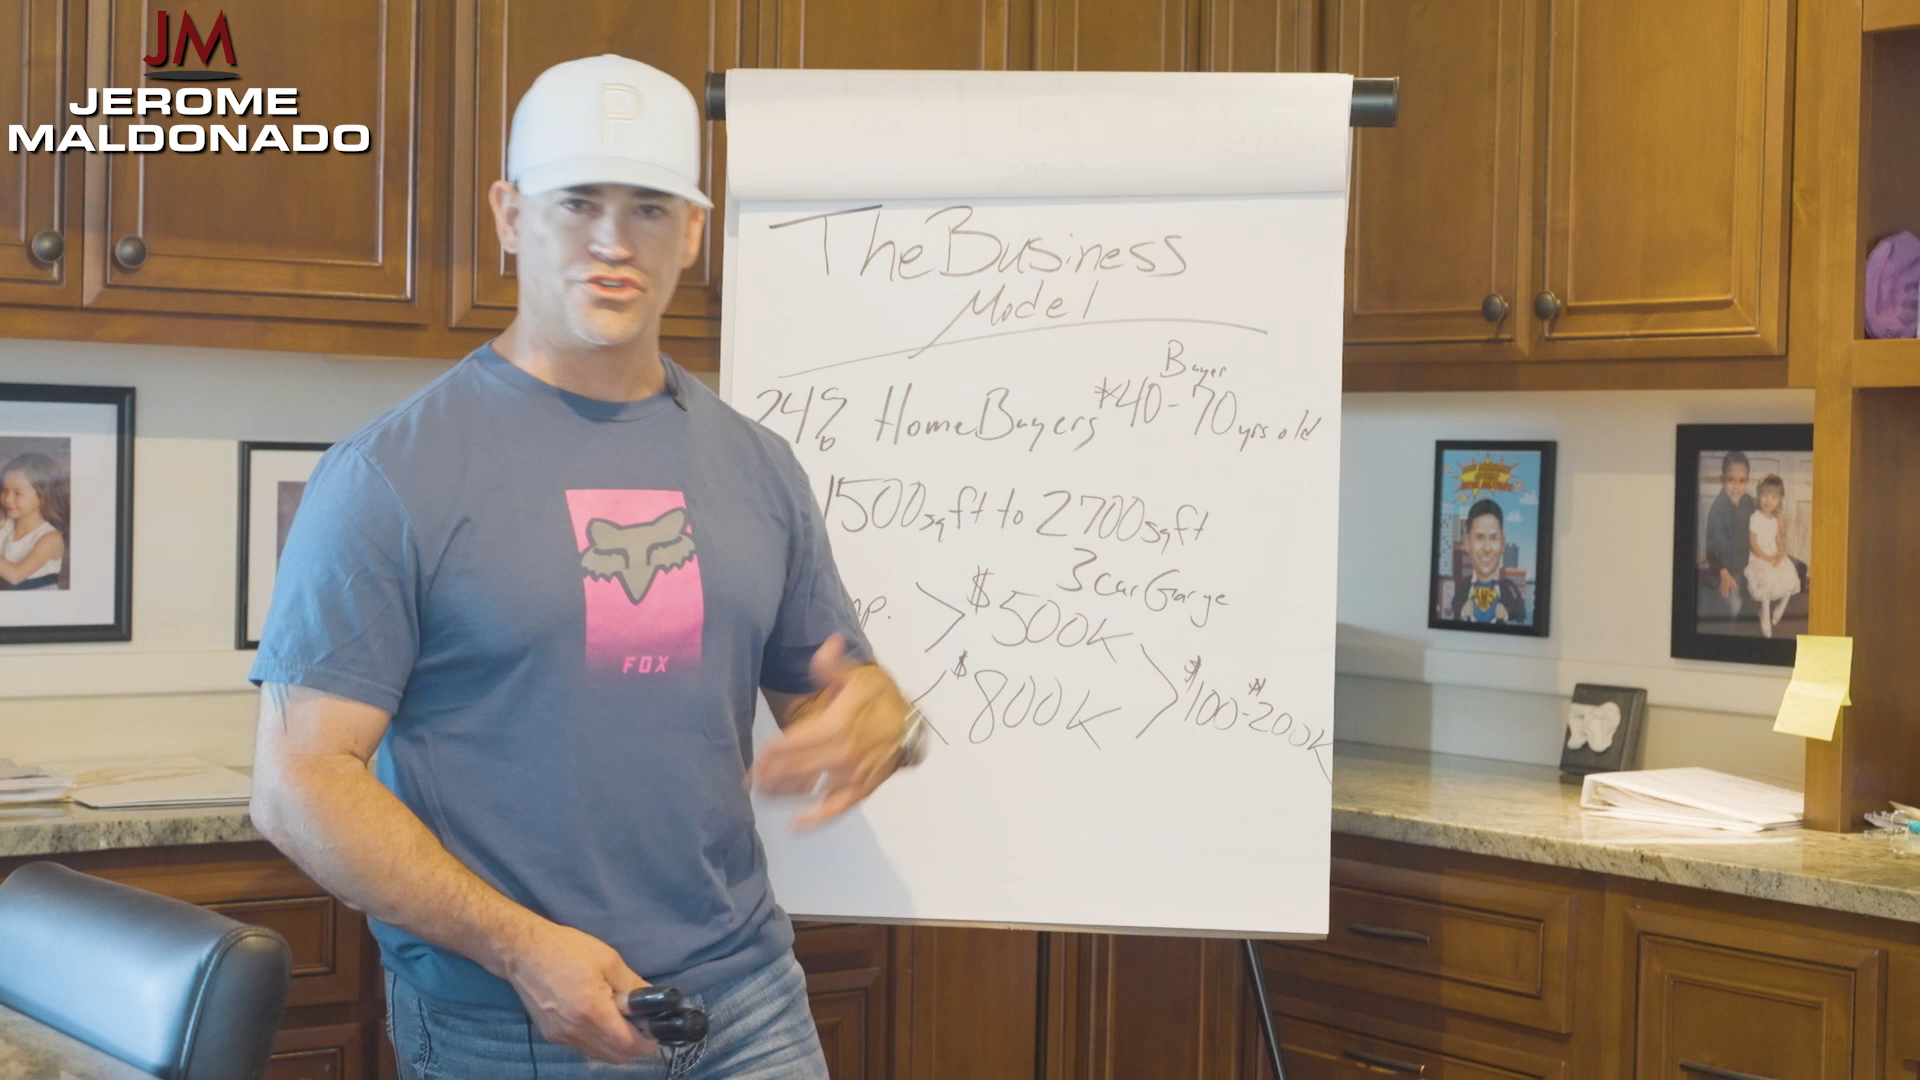 JM
JEROME
MALDONADO
P
The Business
Model
Buyer
24% Home Buyers *40-70 yrs old
1500 sqft to 2700 sqft
3 Car Garge
> $500K
< $800K > $100-$200K
FOX